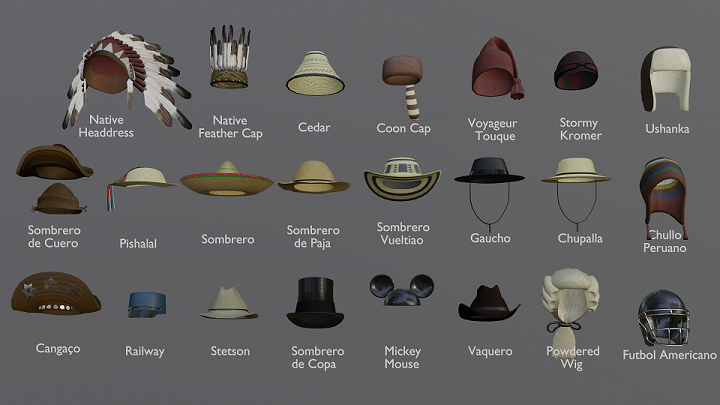 Native
Headdress
Native
Feather Cap
Cedar
Coon Cap
Voyageur
Touque
Stormy
Kromer
Ushanka
Sombrero
de Cuero
Pishalal
Sombrero
Sombrero
de Paja
Sombrero
Vueltiao
Gaucho
Chupalla
Chullo
Peruano
Cangaço
Railway
Stetson
Sombrero
de Copa
Mickey
Mouse
Vaquero
Powdered
Wig
Futbol Americano